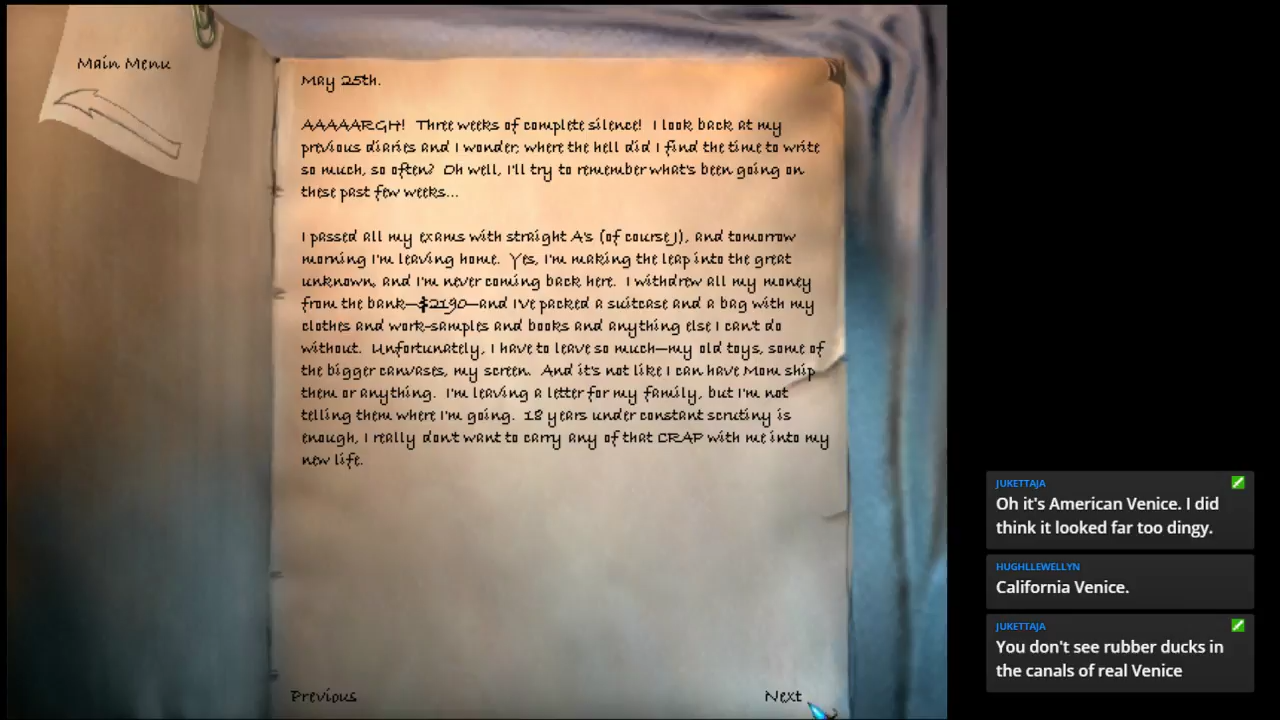 Main Menu
May 25th.
AAAAARGH! Three weeks of complete silence! I look back at my
previous diaries and I wonder: where the hell did I find the time to write
so much, so often? Oh well, I'll try to remember what's been going on
these past few weeks...
I passed all my exams with straight A's (of course!), and tomorrow
morning I'm leaving home. Yes, I'm making the leap into the great
unknown, and I'm never coming back here. I withdrew all my money
from the bank—$2190—and I've packed a suitcase and a bag with my
clothes and work-samples and books and anything else I can't do
without. Unfortunately, I have to leave so much—my old toys, some of
the bigger canvases, my screen. And it's not like I can have Mom ship
them or anything. I'm leaving a letter for my family, but I'm not
telling them where I'm going. 18 years under constant scrutiny is
enough, I really don't want to carry any of that CRAP with me into my
new life.
Previous
Next
JUKETTAJA
Oh it's American Venice. I did
think it looked far too dingy.
HUGHLLEWELLYN
California Venice.
JUKETTAJA
You don't see rubber ducks in
the canals of real Venice